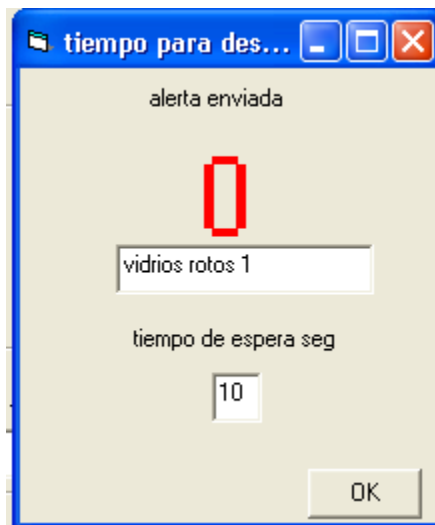 tiempo para des...
alerta enviada
0
vidrios rotos 1
tiempo de espera seg
10
OK